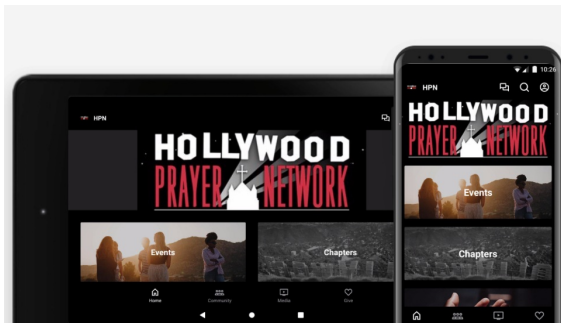 HPN
HOLLYWOOD
PRAYER NETWORK
Events
Chapters
Home
Community
Media
Give
10:26
HPN
HOLLYWOOD
PRAYER NETWORK
Events
Chapters